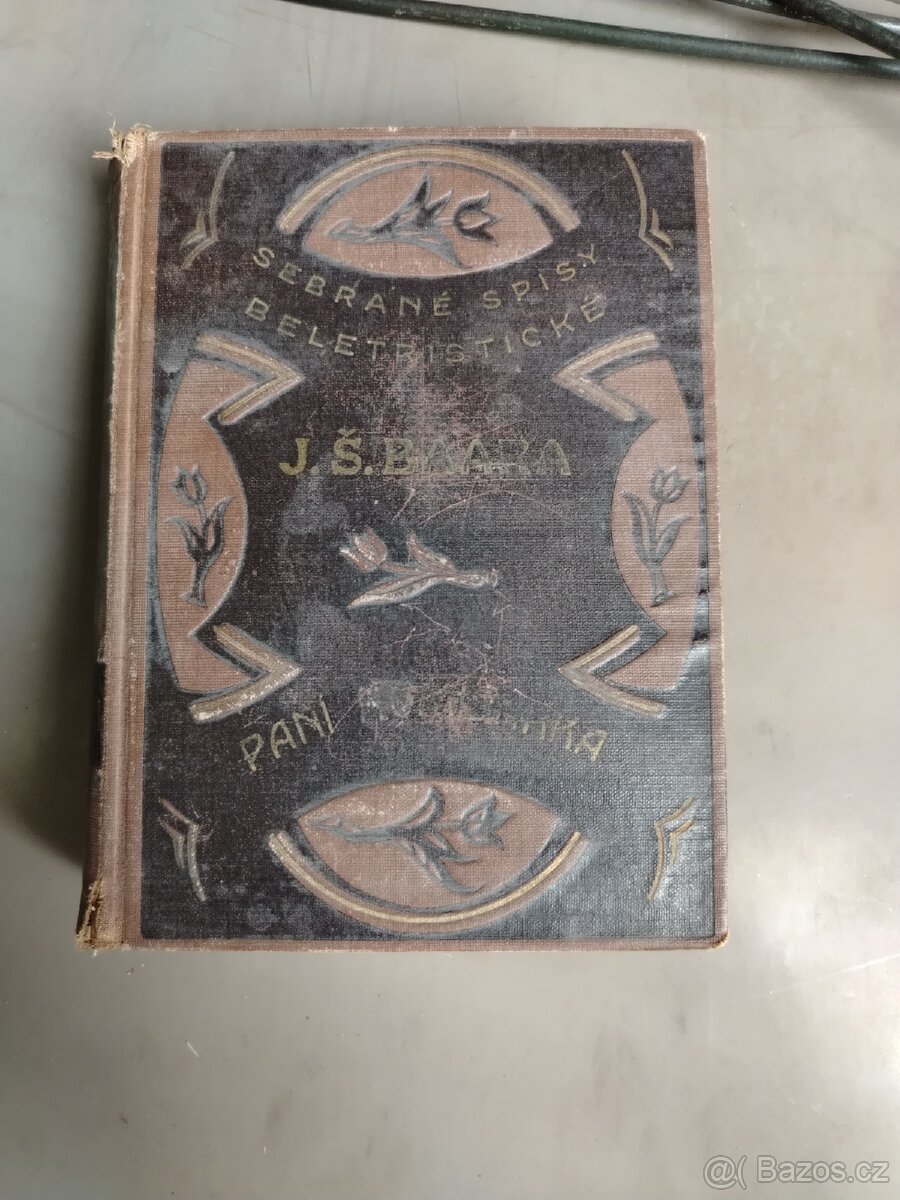 SEBRANÉ SPISY
BELETRISTICKÉ
J.Š.BAARA
PANÍ
@( Bazos.cz